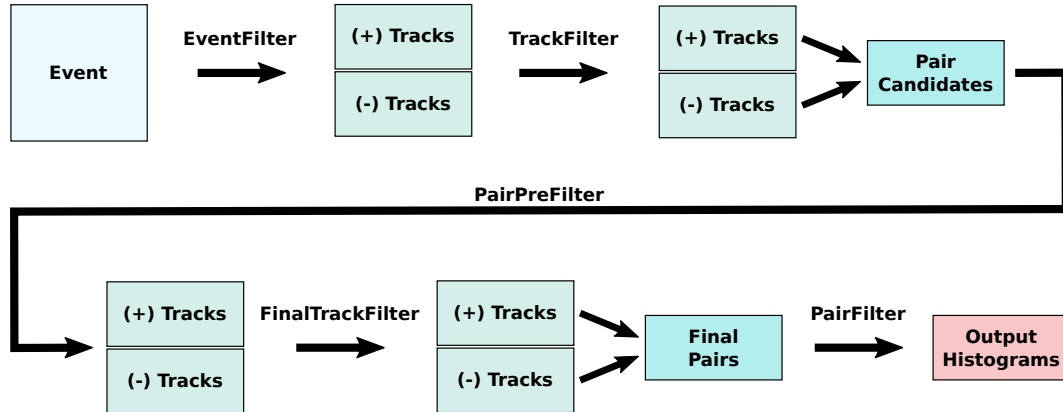 Event
EventFilter
(+) Tracks
(-) Tracks
TrackFilter
(+) Tracks
(-) Tracks
Pair
Candidates
PairPreFilter
(+) Tracks
(-) Tracks
FinalTrackFilter
(+) Tracks
(-) Tracks
Final
Pairs
PairFilter
Output
Histograms